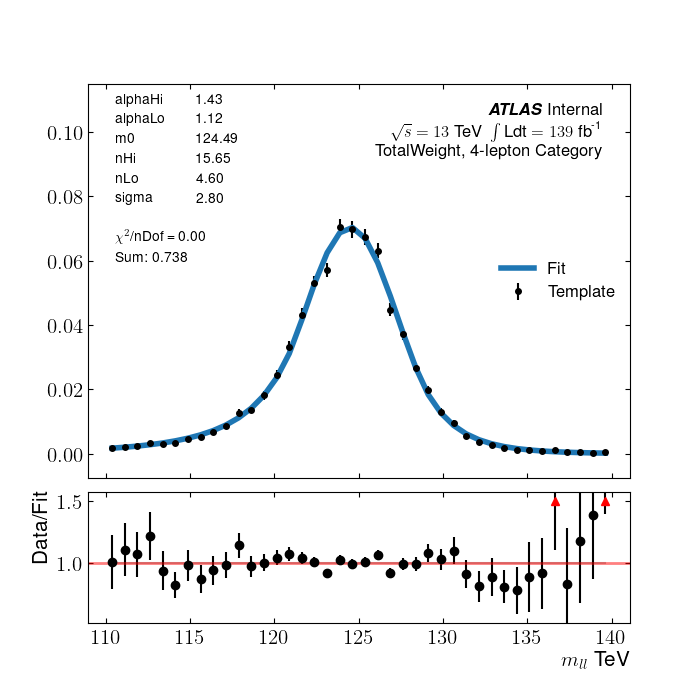 alphaHi 1.43
alphaLo 1.12
m0 124.49
nHi 15.65
nLo 4.60
sigma 2.80
χ²/nDof = 0.00
Sum: 0.738
ATLAS Internal
√s = 13 TeV ∫ Ldt = 139 fb⁻¹
TotalWeight, 4-lepton Category
Fit
Template
0.10
0.08
0.06
0.04
0.02
0.00
Data/Fit
1.5
1.0
110 115 120 125 130 135 140
m_ll TeV